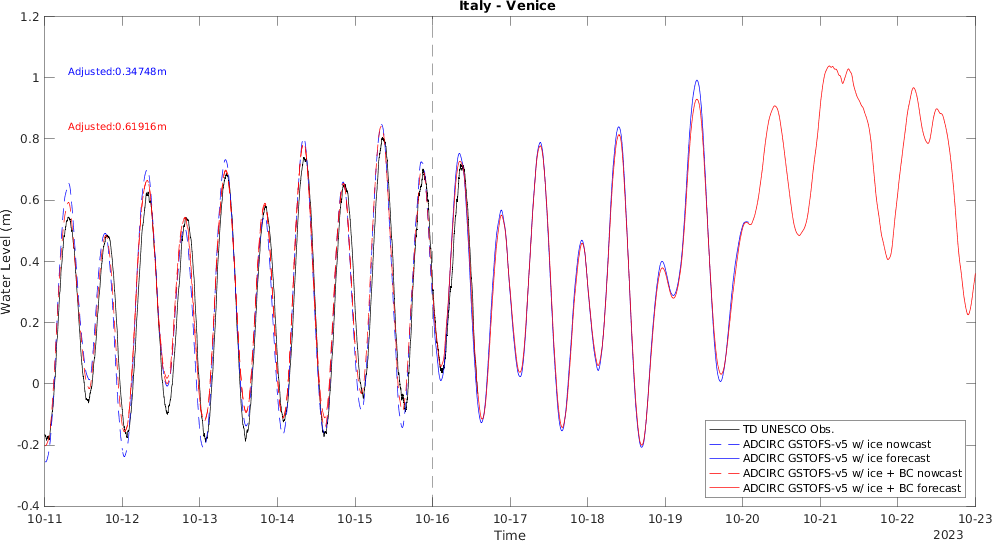 Italy - Venice
Adjusted:0.34748m
Adjusted:0.61916m
Water Level (m)
1.2
1
0.8
0.6
0.4
0.2
0
-0.2
-0.4
TD UNESCO Obs.
ADCIRC GSTOFS-v5 w/ ice nowcast
ADCIRC GSTOFS-v5 w/ ice forecast
ADCIRC GSTOFS-v5 w/ ice + BC nowcast
ADCIRC GSTOFS-v5 w/ ice + BC forecast
10-11 10-12 10-13 10-14 10-15 10-16 10-17 10-18 10-19 10-20 10-21 10-22 10-23
Time
2023